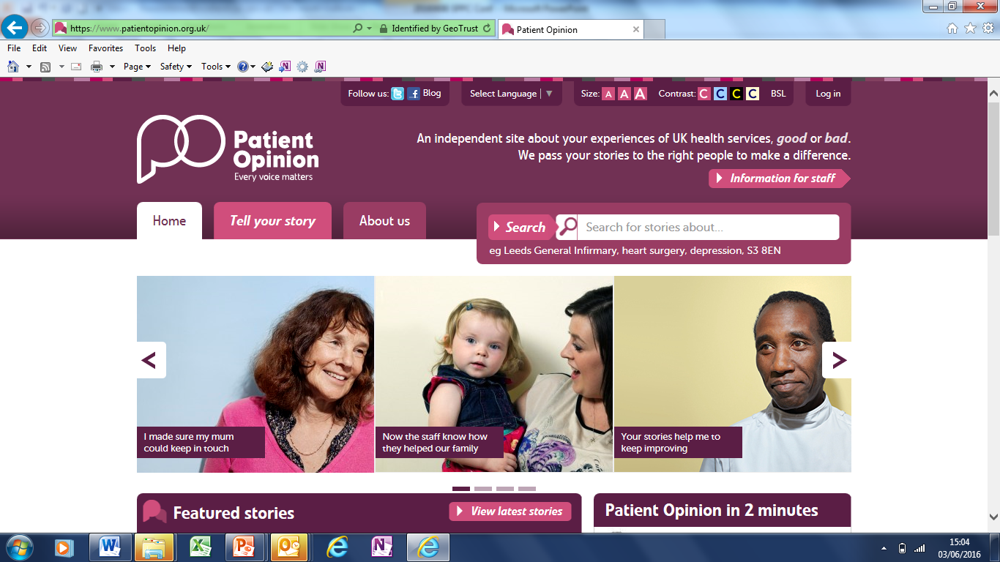 https://www.patientopinion.org.uk/
Identified by GeoTrust
Patient Opinion
File Edit View Favorites Tools Help
Page Safety Tools
Follow us: Blog
Select Language
Size: A A A
Contrast: C C C C
BSL
Log in
Patient
Opinion
Every voice matters
An independent site about your experiences of UK health services, good or bad.
We pass your stories to the right people to make a difference.
Information for staff
Home
Tell your story
About us
Search
Search for stories about...
eg Leeds General Infirmary, heart surgery, depression, S3 8EN
I made sure my mum
could keep in touch
Now the staff know how
they helped our family
Your stories help me to
keep improving
Featured stories
View latest stories
Patient Opinion in 2 minutes
15:04
03/06/2016